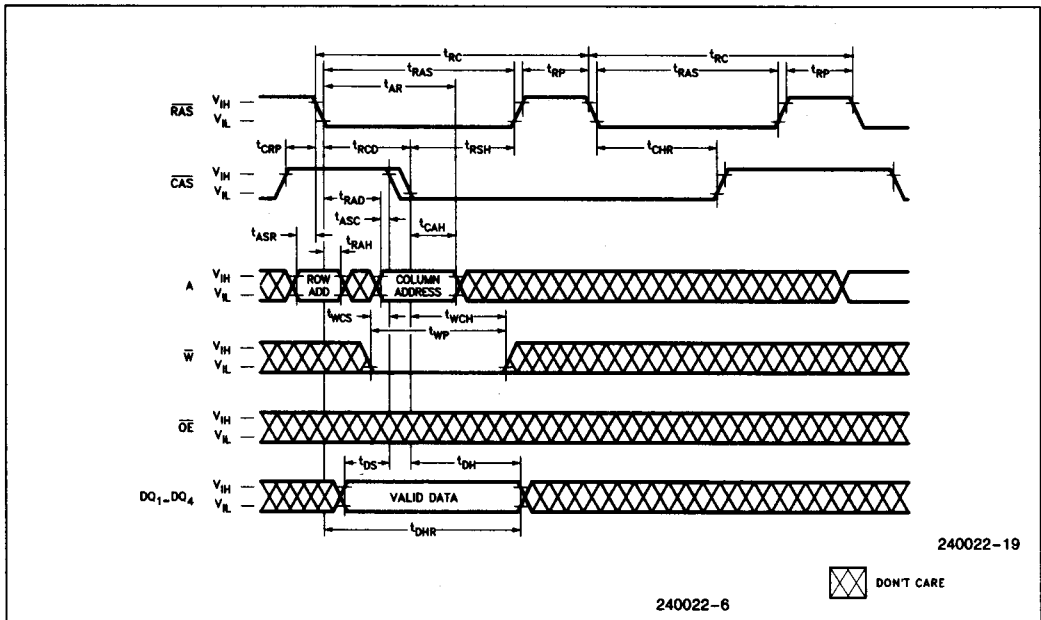 tRC tRC
tRAS tRP tRAS tRP
tAR
RAS VIH VIL
tCRP tRCD tRSH tCHR
CAS VIH VIL
tRAD
tASC tCAH
tASR tRAH
A VIH VIL ROW ADD COLUMN ADDRESS
tWCS tWCH
tWP
W VIH VIL
OE VIH VIL
tDS tDH
DQ1-DQ4 VIH VIL VALID DATA
tDHR
240022-19
DON'T CARE
240022-6